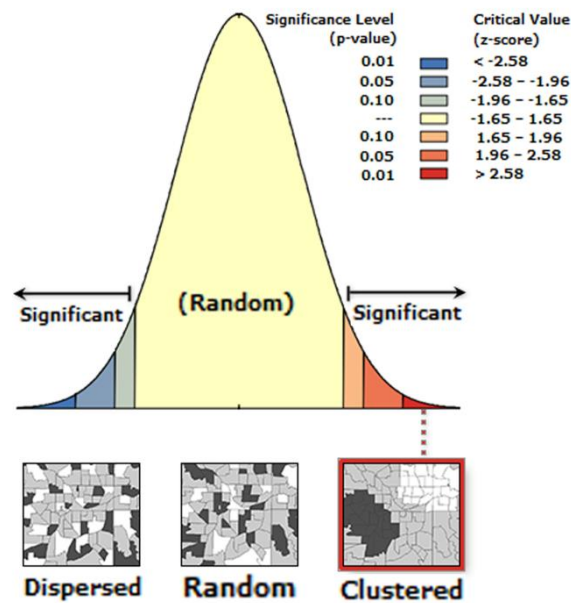 Significance Level Critical Value
(p-value) (z-score)
0.01 < -2.58
0.05 -2.58 – -1.96
0.10 -1.96 – -1.65
--- -1.65 – 1.65
0.10 1.65 – 1.96
0.05 1.96 – 2.58
0.01 > 2.58
Significant (Random) Significant
Dispersed Random Clustered